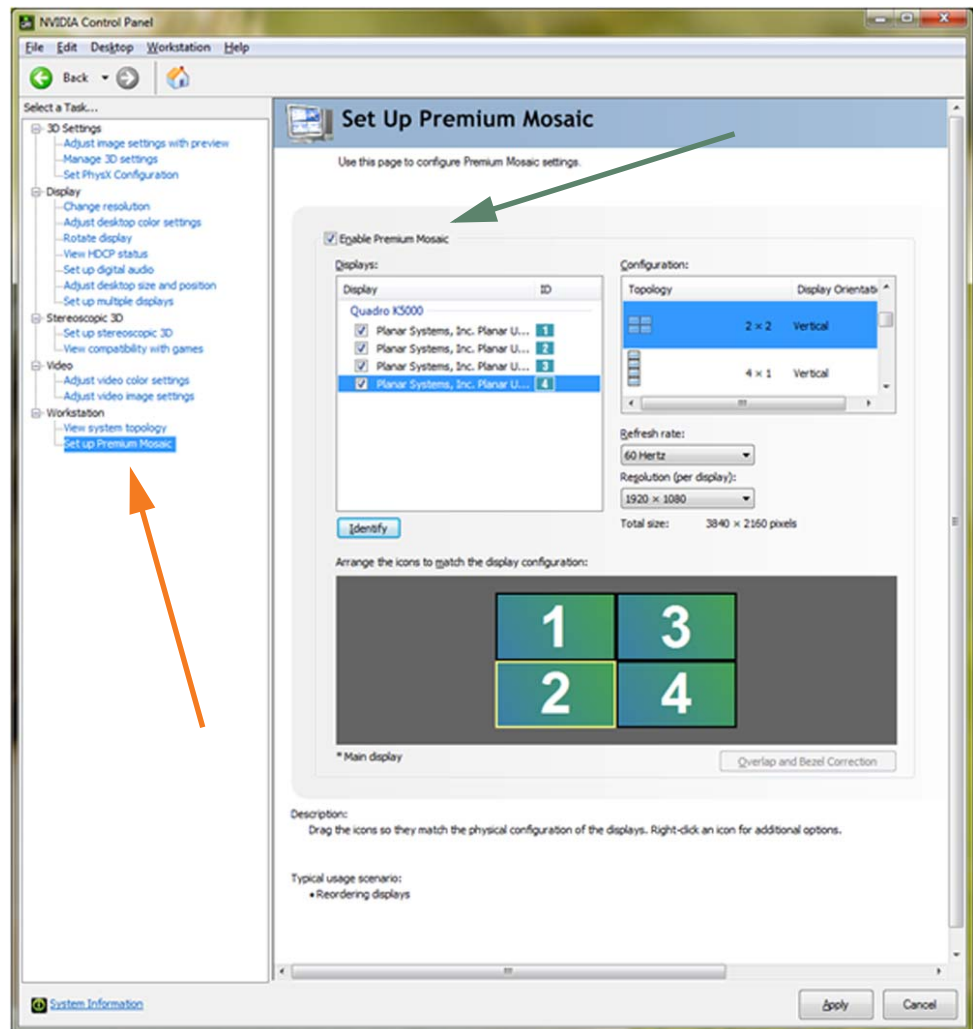 NVIDIA Control Panel
File Edit Desktop Workstation Help
Back
Select a Task...
3D Settings
Adjust image settings with preview
Manage 3D settings
Set PhysX Configuration
Display
Change resolution
Adjust desktop color settings
Rotate display
View HDCP status
Set up digital audio
Adjust desktop size and position
Set up multiple displays
Stereoscopic 3D
Set up stereoscopic 3D
View compatibility with games
Video
Adjust video color settings
Adjust video image settings
Workstation
View system topology
Set up Premium Mosaic
Set Up Premium Mosaic
Use this page to configure Premium Mosaic settings.
Enable Premium Mosaic
Displays:
Display ID
Quadro K5000
Planar Systems, Inc. Planar U... 1
Planar Systems, Inc. Planar U... 2
Planar Systems, Inc. Planar U... 3
Planar Systems, Inc. Planar U... 4
Identify
Configuration:
Topology Display Orientati
2 × 2 Vertical
4 × 1 Vertical
Refresh rate:
60 Hertz
Resolution (per display):
1920 × 1080
Total size: 3840 × 2160 pixels
Arrange the icons to match the display configuration:
1 3
2 4
* Main display
Overlap and Bezel Correction
Description:
Drag the icons so they match the physical configuration of the displays. Right-click an icon for additional options.
Typical usage scenario:
• Reordering displays
System Information
Apply Cancel